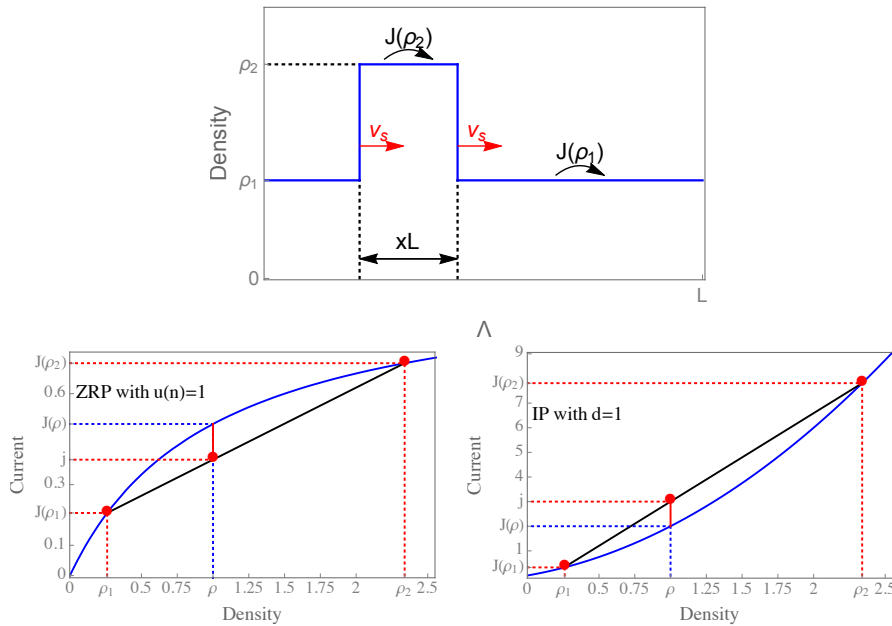 J(ρ₂)
ρ₂
v_s v_s
J(ρ₁)
Density
ρ₁
xL
0
L
Λ
J(ρ₂)
0.6
ZRP with u(n)=1
J(ρ)
j
Current
0.3
J(ρ₁)
0.1
0
0 ρ₁ 0.5 0.75 ρ 1.25 1.5 1.75 2 ρ₂ 2.5
Density
9
J(ρ₂)
7
IP with d=1
6
Current
4
j
J(ρ)
1
J(ρ₁)
0 ρ₁ 0.5 0.75 ρ 1.25 1.5 1.75 2 ρ₂ 2.5
Density